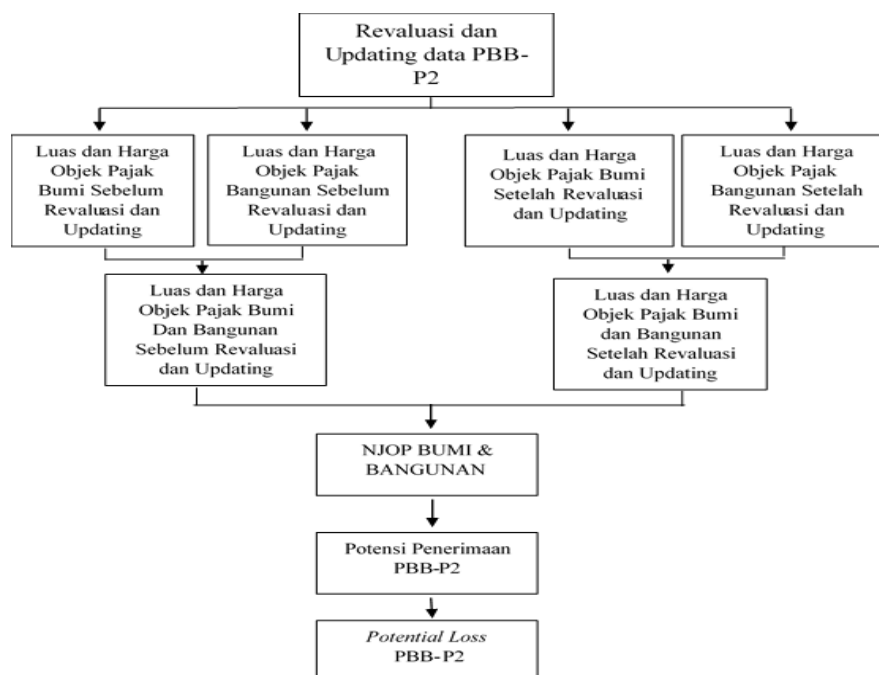 Revaluasi dan
Updating data PBB-
P2
Luas dan Harga
Objek Pajak
Bumi Sebelum
Revaluasi dan
Updating
Luas dan Harga
Objek Pajak
Bangunan Sebelum
Revaluasi dan
Updating
Luas dan Harga
Objek Pajak Bumi
Setelah Revaluasi
dan Updating
Luas dan Harga
Objek Pajak
Bangunan Setelah
Revaluasi dan
Updating
Luas dan Harga
Objek Pajak Bumi
Dan Bangunan
Sebelum Revaluasi
dan Updating
Luas dan Harga
Objek Pajak Bumi
dan Bangunan
Setelah Revaluasi
dan Updating
NJOP BUMI &
BANGUNAN
Potensi Penerimaan
PBB-P2
Potential Loss
PBB-P2